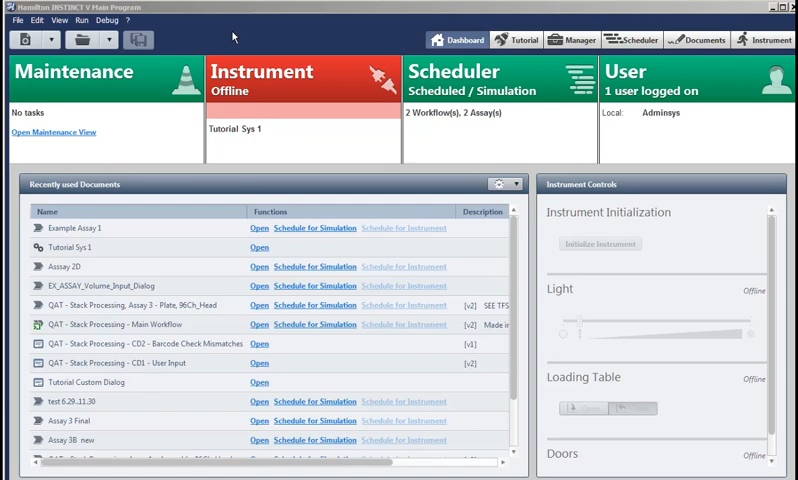 Hamilton INSTINCT V Main Program
File Edit View Run Debug ?
Dashboard Tutorial Manager Scheduler Documents Instrument
Maintenance
No tasks
Open Maintenance View
Instrument
Offline
Tutorial Sys 1
Scheduler
Scheduled / Simulation
2 Workflow(s), 2 Assay(s)
User
1 user logged on
Local: Adminsys
Recently used Documents
Name Functions Description
Example Assay 1 Open Schedule for Simulation Schedule for Instrument
Tutorial Sys 1 Open
Asssay 2D Open Schedule for Simulation Schedule for Instrument
EX_ASSAY_Volume_Input_Dialog Open Schedule for Simulation Schedule for Instrument
QAT - Stack Processing, Assay 3 - Plate, 96Ch_Head Open Schedule for Simulation Schedule for Instrument [v2] SEE TFS
QAT - Stack Processing - Main Workflow Open Schedule for Simulation Schedule for Instrument [v2] Made in
QAT - Stack Processing - CD2 - Barcode Check Mismatches Open [v1]
QAT - Stack Processing - CD1 - User Input Open [v2]
Tutorial Custom Dialog Open
test 6.29..11.30 Open Schedule for Simulation Schedule for Instrument
Assay 3 Final Open Schedule for Simulation Schedule for Instrument
Assay 3B new Open Schedule for Simulation Schedule for Instrument
Instrument Controls
Instrument Initialization
Initialize Instrument
Light Offline
Loading Table Offline
Doors Offline